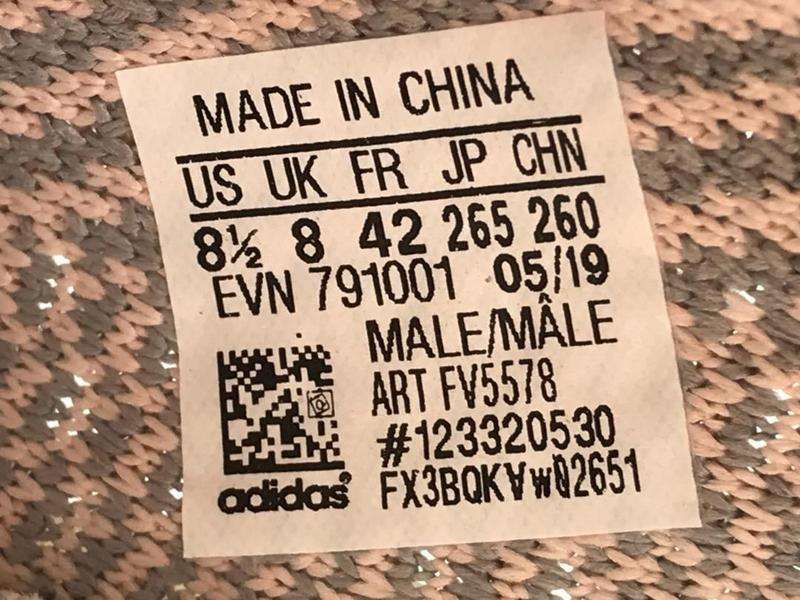 MADE IN CHINA
US UK FR JP CHN
8½ 8 42 265 260
EVN 791001 05/19
MALE/MÂLE
ART FV5578
#123320530
FX3BQKVwQ2651
adidas